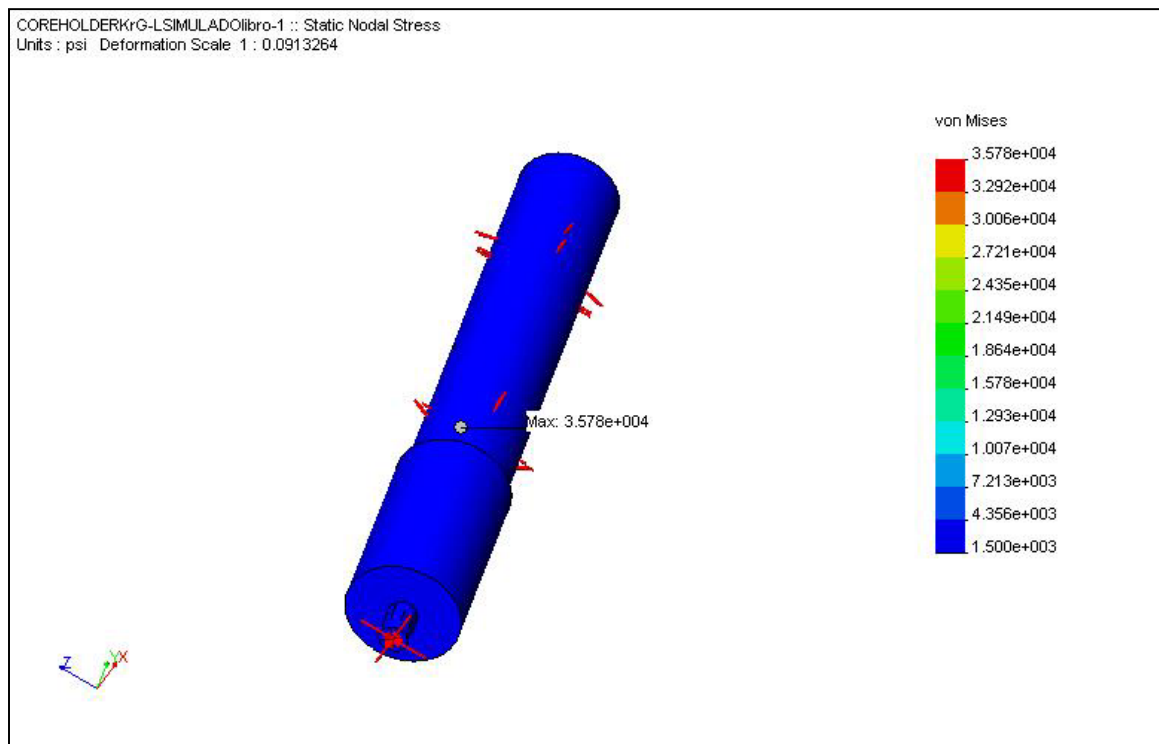 COREHOLDERKrG-LSIMULADOlibro-1 :: Static Nodal Stress
Units : psi Deformation Scale 1 : 0.0913264
von Mises
3.578e+004
3.292e+004
3.006e+004
2.721e+004
2.435e+004
2.149e+004
1.864e+004
1.578e+004
1.293e+004
1.007e+004
7.213e+003
4.356e+003
1.500e+003
Max: 3.578e+004
Z Y X